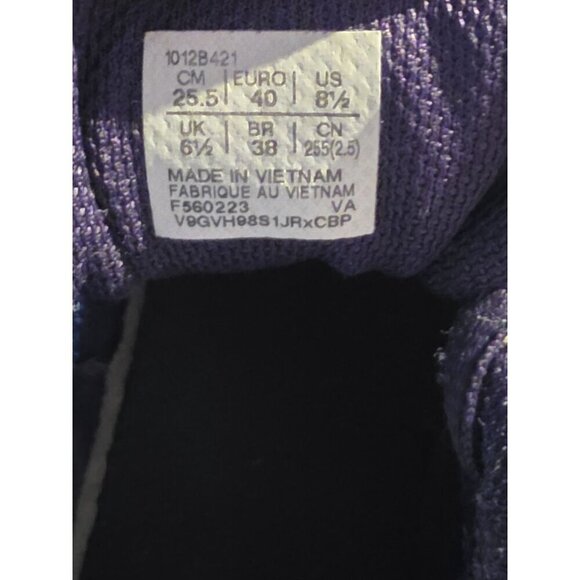 1012B421
CM | EURO | US
25.5 | 40 | 8½
UK | BR | CN
6½ | 38 | 255(2.5)
MADE IN VIETNAM
FABRIQUE AU VIETNAM
F560223 VA
V9GVH98S1JRxCBP